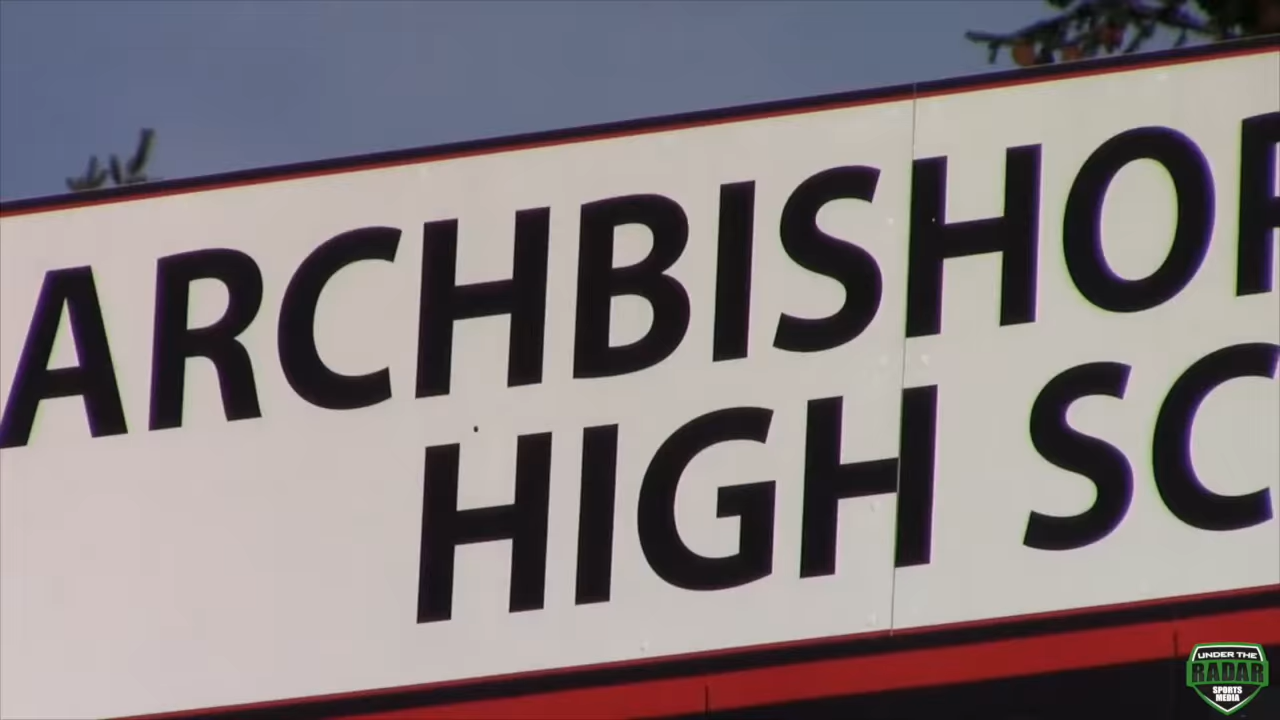 ARCHBISHOP
HIGH SC
UNDER THE
RADAR
SPORTS
MEDIA